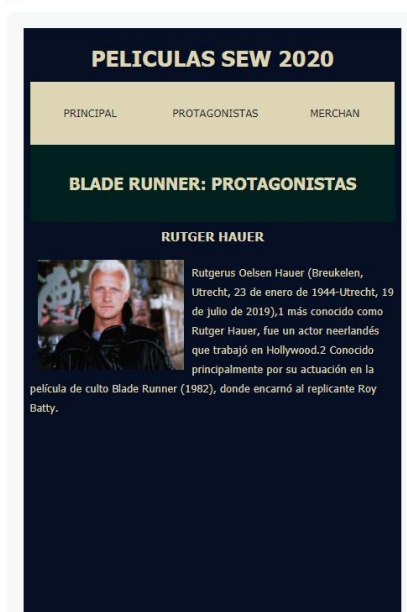 PELICULAS SEW 2020
PRINCIPAL PROTAGONISTAS MERCHAN
BLADE RUNNER: PROTAGONISTAS
RUTGER HAUER
Rutgerus Oelsen Hauer (Breukelen,
Utrecht, 23 de enero de 1944-Utrecht, 19
de julio de 2019),1 más conocido como
Rutger Hauer, fue un actor neerlandés
que trabajó en Hollywood.2 Conocido
principalmente por su actuación en la
película de culto Blade Runner (1982), donde encarnó al replicante Roy
Batty.